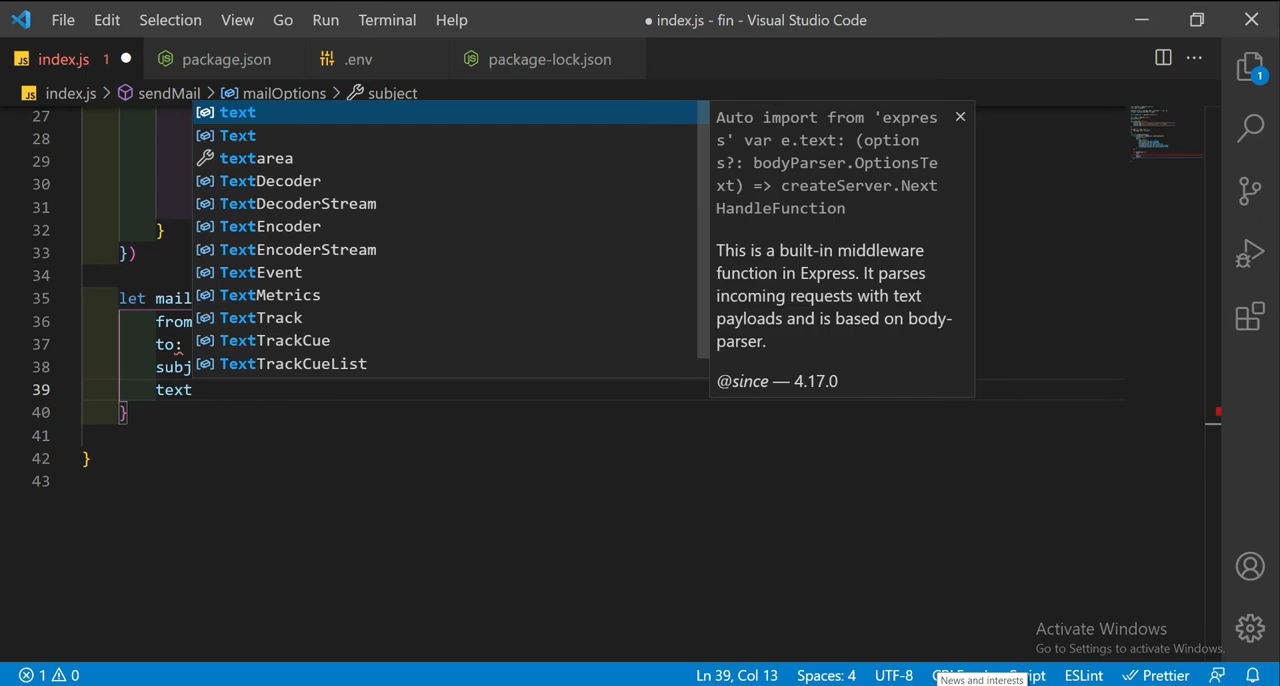 File Edit Selection View Go Run Terminal Help
● index.js - fin - Visual Studio Code
JS index.js 1 ● package.json .env package-lock.json
JS index.js > sendMail > mailOptions > subject
27
28
29
30
31
32 }
33 })
34
35 let mail
36 from
37 to:
38 subj
39 text
40 }
41
42 }
43
text
Text
textarea
TextDecoder
TextDecoderStream
TextEncoder
TextEncoderStream
TextEvent
TextMetrics
TextTrack
TextTrackCue
TextTrackCueList
Auto import from 'expres
s' var e.text: (option
s?: bodyParser.OptionsTe
xt) => createServer.Next
HandleFunction
This is a built-in middleware
function in Express. It parses
incoming requests with text
payloads and is based on body-
parser.
@since — 4.17.0
1
Activate Windows
Go to Settings to activate Windows.
1 0 Ln 39, Col 13 Spaces: 4 UTF-8 ESLint Prettier
News and interests